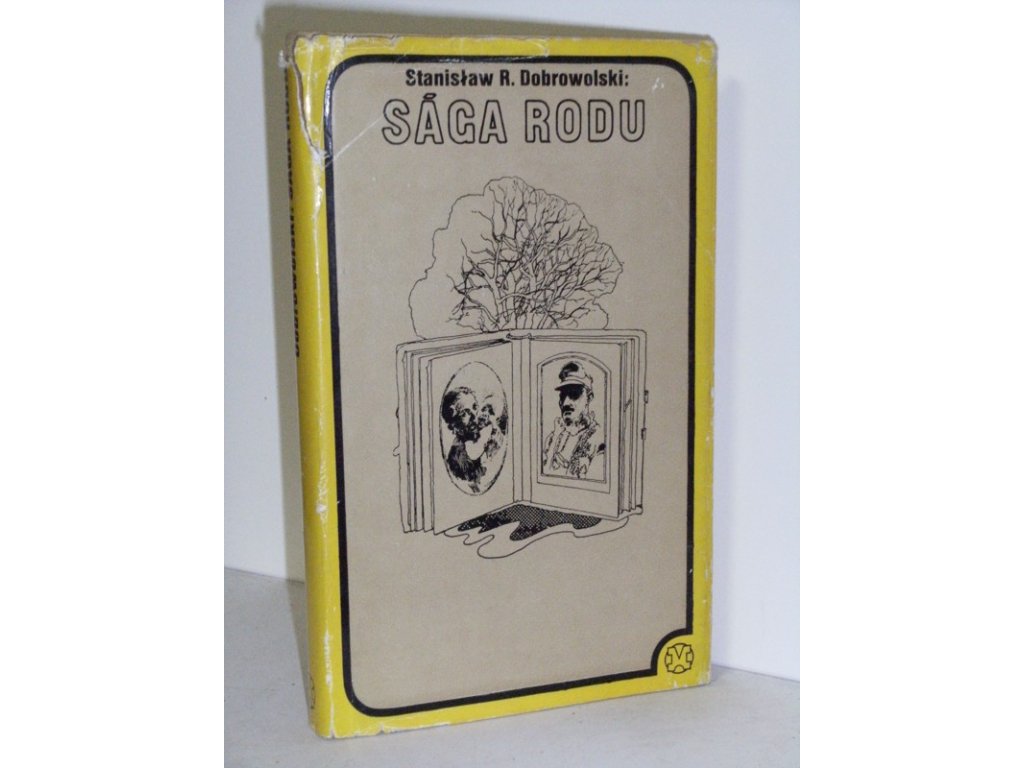 Stanisław R. Dobrowolski:
SÁGA RODU